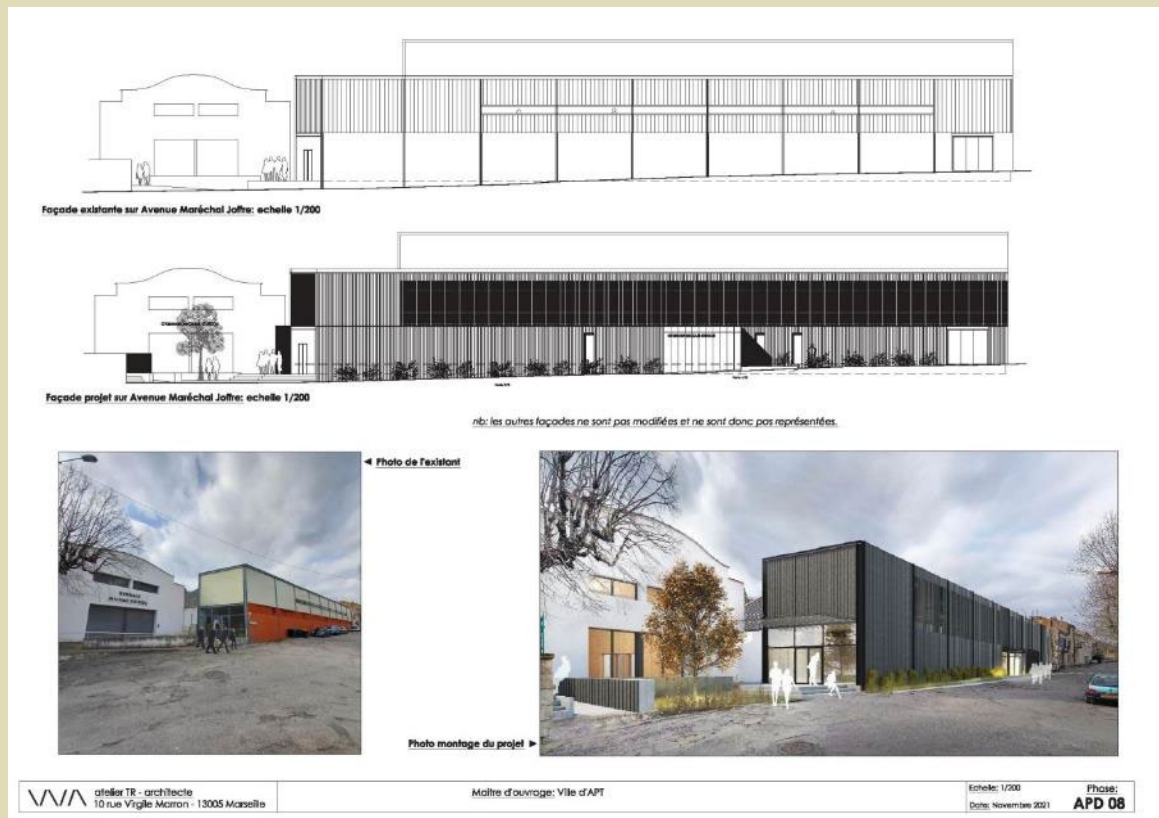 Façade existante sur Avenue Maréchal Joffre: echelle 1/200
Façade projet sur Avenue Maréchal Joffre: echelle 1/200
nb: les autres façades ne sont pas modifiées et ne sont donc pas représentées.
◄ Photo de l'existant
Photo montage du projet ►
atelier TR - architecte
10 rue Virgile Marron - 13005 Marseille
Maitre d'ouvrage: Ville d'APT
Echelle: 1/200
Date: Novembre 2021
Phase:
APD 08